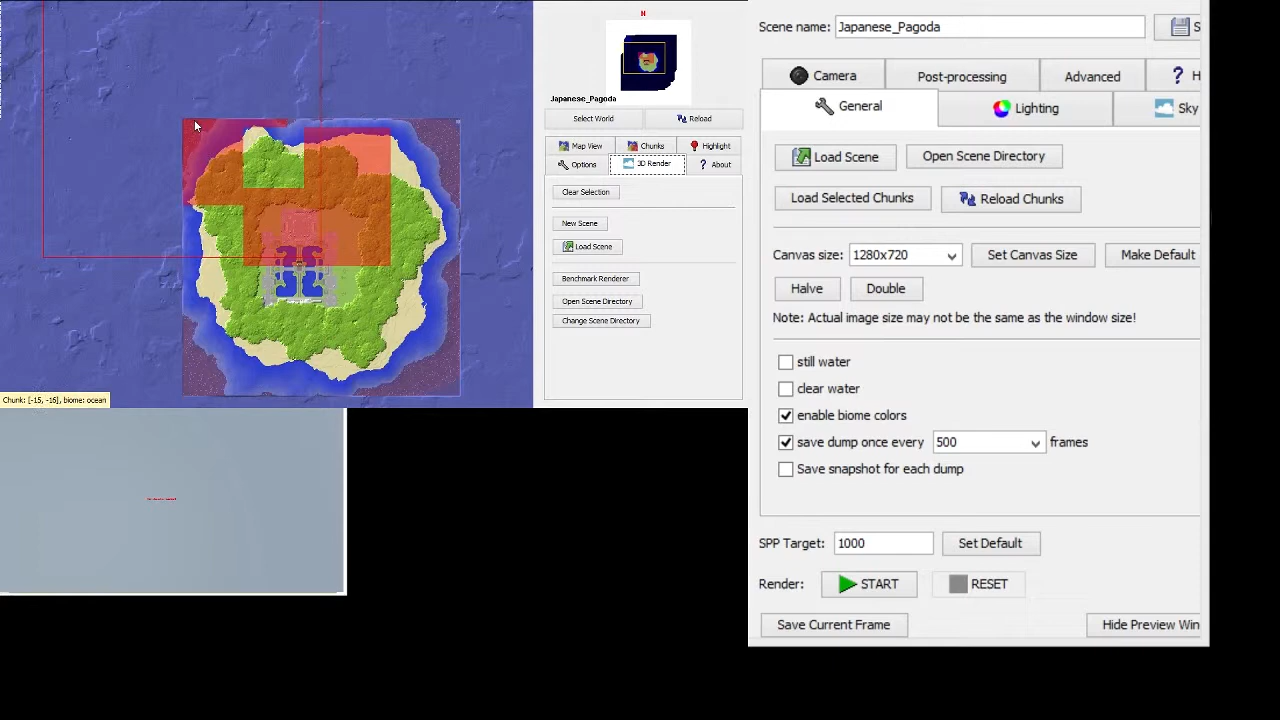 N
Japanese_Pagoda
Select World
Reload
Map View
Chunks
Highlight
Options
3D Render
About
Clear Selection
New Scene
Load Scene
Benchmark Renderer
Open Scene Directory
Change Scene Directory
Chunk: [-15, -16], biome: ocean
Scene name: Japanese_Pagoda S
Camera
Post-processing
Advanced
? H
General
Lighting
Sky
Load Scene
Open Scene Directory
Load Selected Chunks
Reload Chunks
Canvas size: 1280x720
Set Canvas Size
Make Default
Halve
Double
Note: Actual image size may not be the same as the window size!
still water
clear water
enable biome colors
save dump once every 500 frames
Save snapshot for each dump
SPP Target: 1000
Set Default
Render:
START
RESET
Save Current Frame
Hide Preview Win